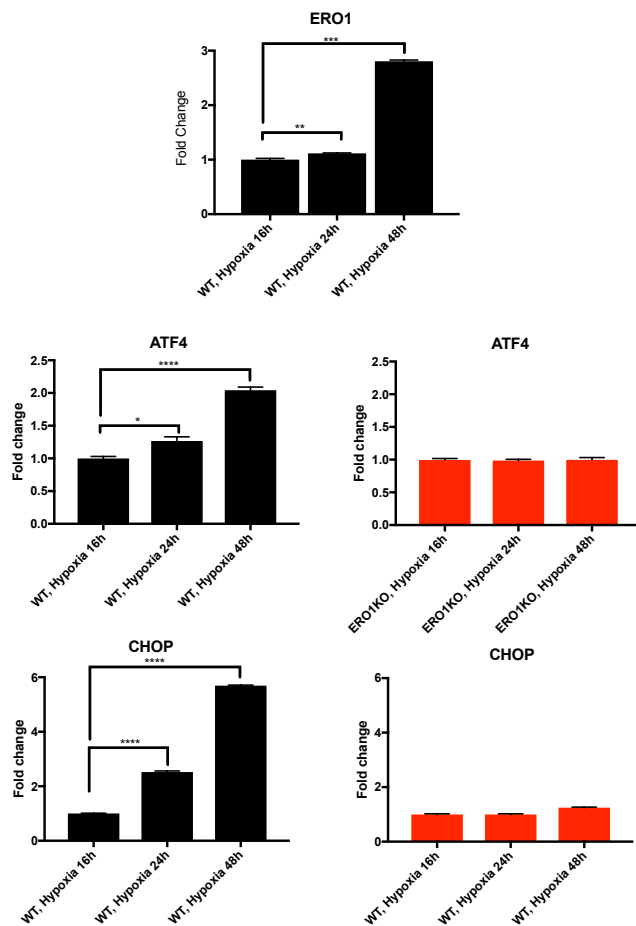 ERO1
Fold Change
3
2
1
0
***
**
WT, Hypoxia 16h
WT, Hypoxia 24h
WT, Hypoxia 48h
ATF4
Fold change
2.5
2.0
1.5
1.0
0.5
0.0
****
*
WT, Hypoxia 16h
WT, Hypoxia 24h
WT, Hypoxia 48h
ATF4
Fold change
2.5
2.0
1.5
1.0
0.5
0.0
ERO1KO, Hypoxia 16h
ERO1KO, Hypoxia 24h
ERO1KO, Hypoxia 48h
CHOP
Fold change
6
4
2
0
****
****
WT, Hypoxia 16h
WT, Hypoxia 24h
WT, Hypoxia 48h
CHOP
Fold change
6
4
2
0
WT, Hypoxia 16h
WT, Hypoxia 24h
WT, Hypoxia 48h